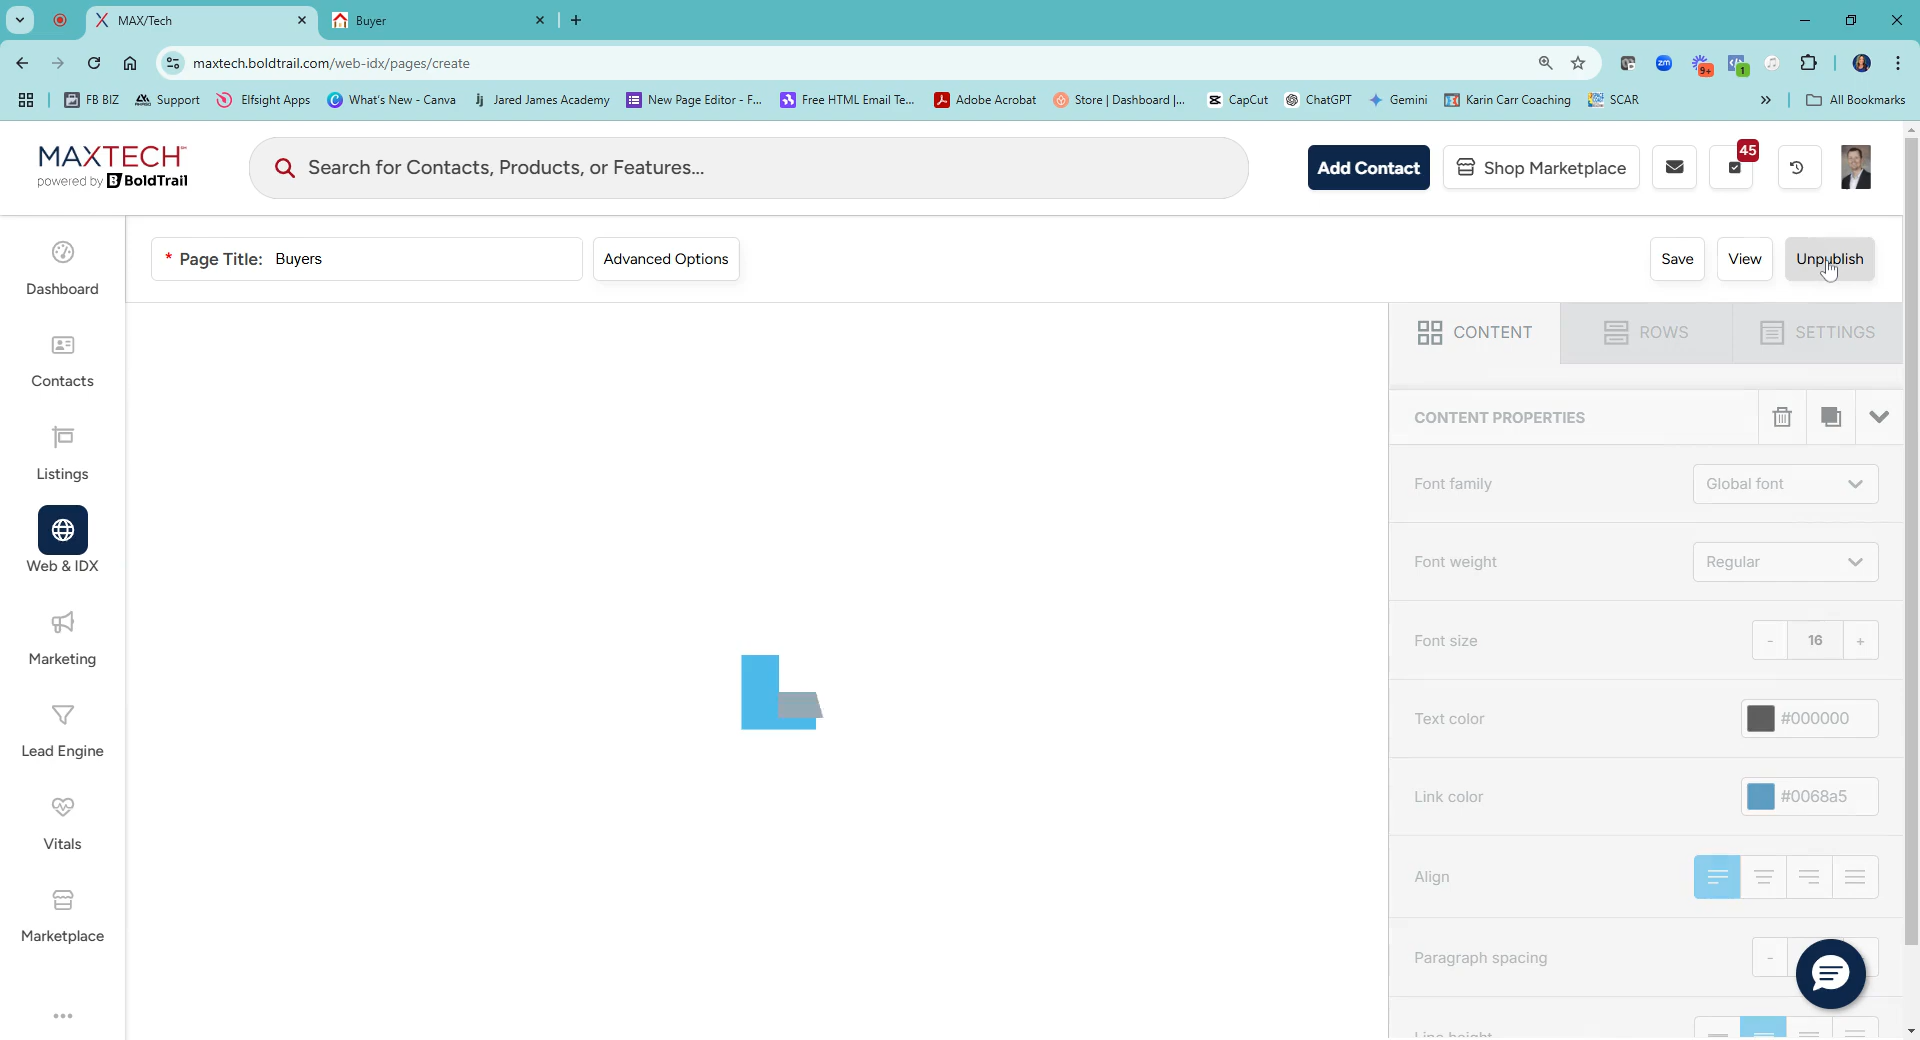 MAX/Tech
Buyer
maxtech.boldtrail.com/web-idx/pages/create
zm
9+
1
FB BIZ
Support
Elfsight Apps
What's New - Canva
Jared James Academy
New Page Editor - F...
Free HTML Email Te...
Adobe Acrobat
Store | Dashboard |...
CapCut
ChatGPT
Gemini
Karin Carr Coaching
SCAR
All Bookmarks
MAXTECH
powered by BoldTrail
Search for Contacts, Products, or Features...
Add Contact
Shop Marketplace
45
* Page Title: Buyers
Advanced Options
Save
View
Unpublish
Dashboard
Contacts
Listings
Web & IDX
Marketing
Lead Engine
Vitals
Marketplace
CONTENT
ROWS
SETTINGS
CONTENT PROPERTIES
Font family
Global font
Font weight
Regular
Font size
- 16 +
Text color
#000000
Link color
#0068a5
Align
Paragraph spacing
-
Line height